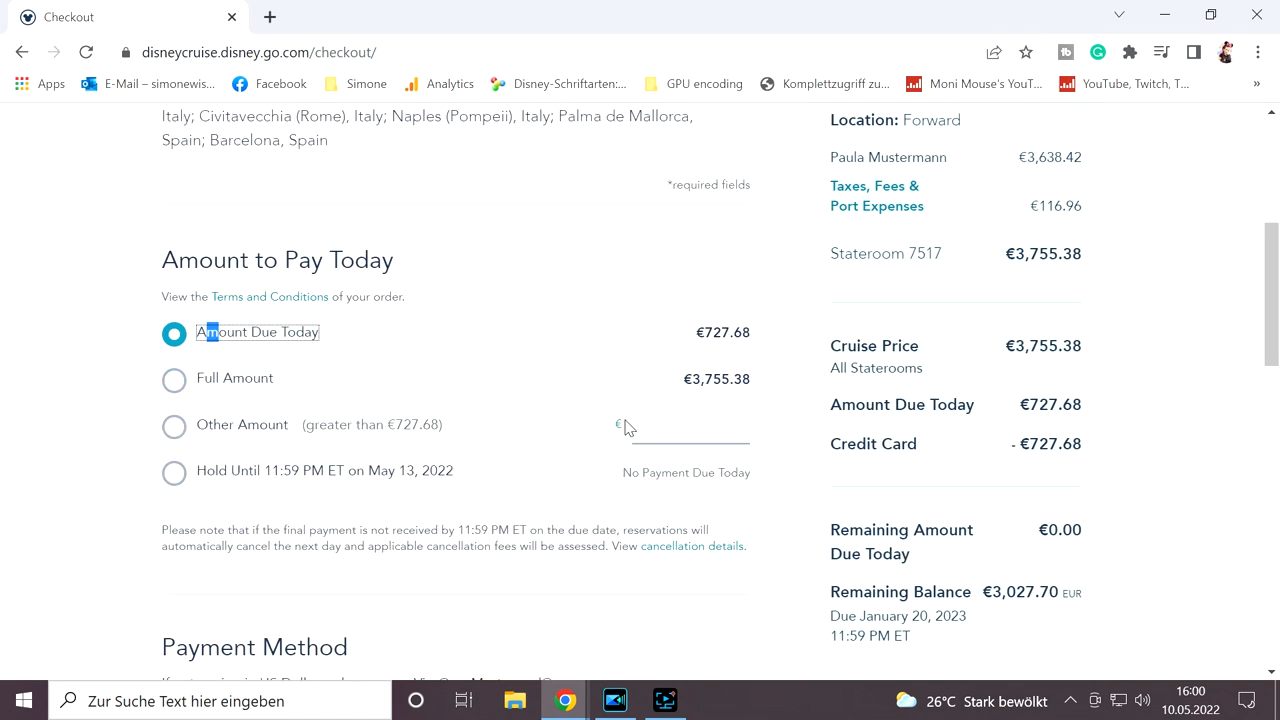 Checkout
disneycruise.disney.go.com/checkout/
Apps
E-Mail – simonewis...
Facebook
Simone
Analytics
Disney-Schriftarten:...
GPU encoding
Komplettzugriff zu...
Moni Mouse's YouT...
YouTube, Twitch, T...
»
Italy; Civitavecchia (Rome), Italy; Naples (Pompeii), Italy; Palma de Mallorca,
Spain; Barcelona, Spain
*required fields
Amount to Pay Today
View the Terms and Conditions of your order.
Amount Due Today €727.68
Full Amount €3,755.38
Other Amount (greater than €727.68) €
Hold Until 11:59 PM ET on May 13, 2022 No Payment Due Today
Please note that if the final payment is not received by 11:59 PM ET on the due date, reservations will
automatically cancel the next day and applicable cancellation fees will be assessed. View cancellation details.
Payment Method
Location: Forward
Paula Mustermann €3,638.42
Taxes, Fees &
Port Expenses €116.96
Stateroom 7517 €3,755.38
Cruise Price €3,755.38
All Staterooms
Amount Due Today €727.68
Credit Card - €727.68
Remaining Amount €0.00
Due Today
Remaining Balance €3,027.70 EUR
Due January 20, 2023
11:59 PM ET
Zur Suche Text hier eingeben
26°C Stark bewölkt
16:00
10.05.2022